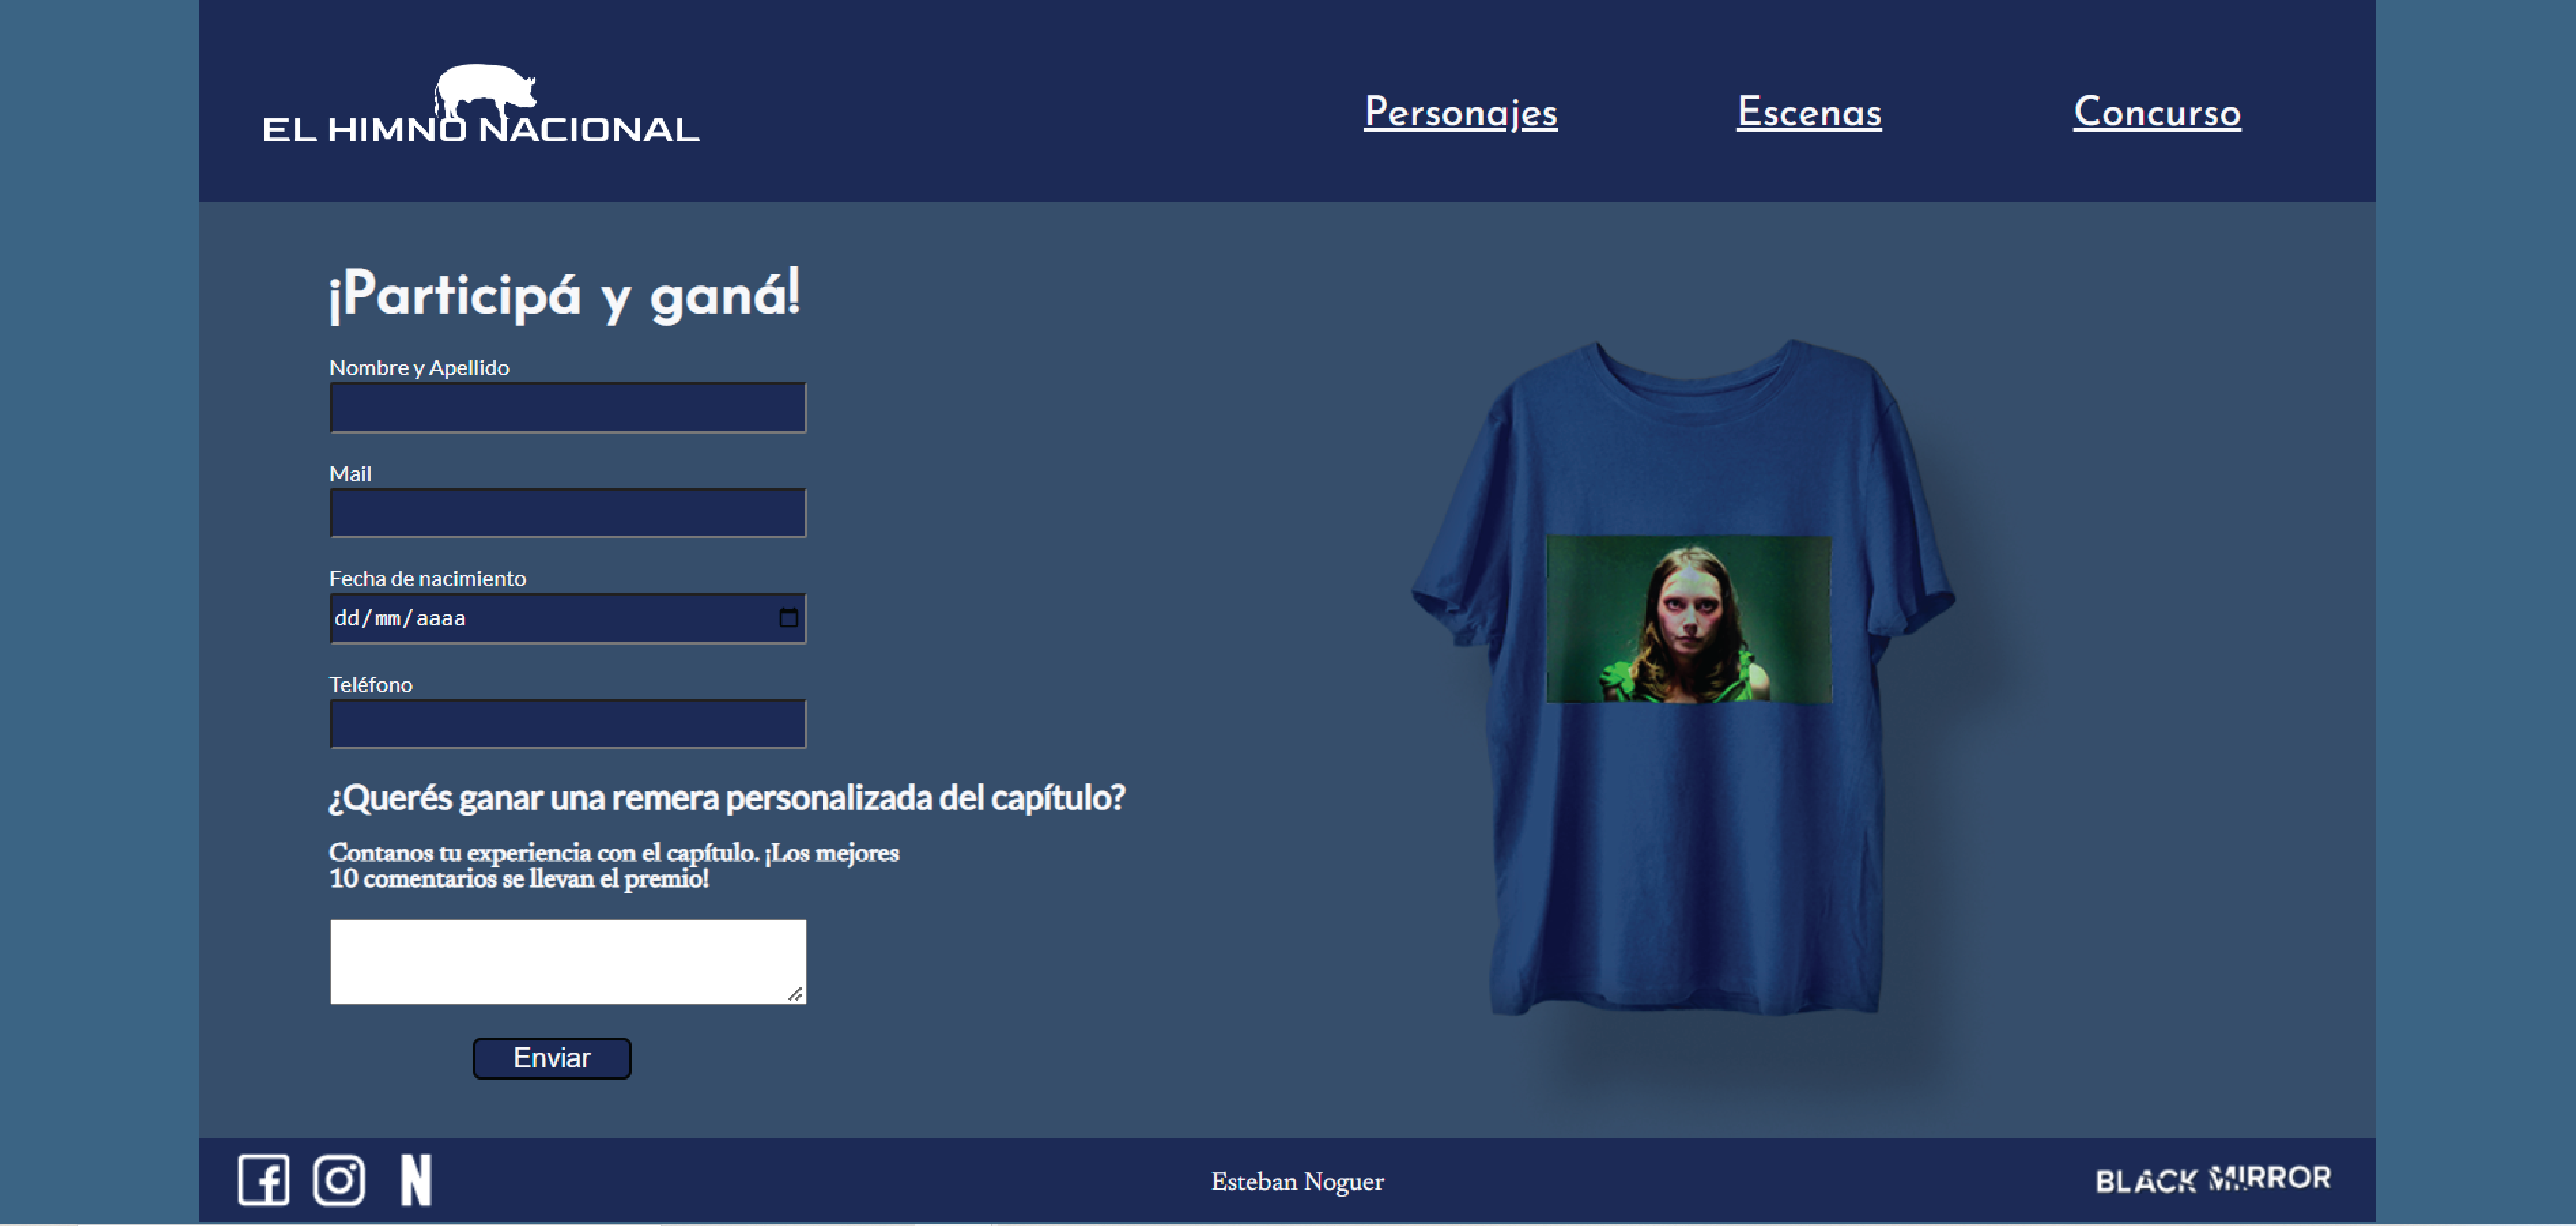 EL HIMNO NACIONAL
Personajes
Escenas
Concurso
¡Participá y ganá!
Nombre y Apellido
Mail
Fecha de nacimiento
dd/mm/aaaa
Teléfono
¿Querés ganar una remera personalizada del capítulo?
Contanos tu experiencia con el capítulo. ¡Los mejores
10 comentarios se llevan el premio!
Enviar
N
Esteban Noguer
BLACK MIRROR